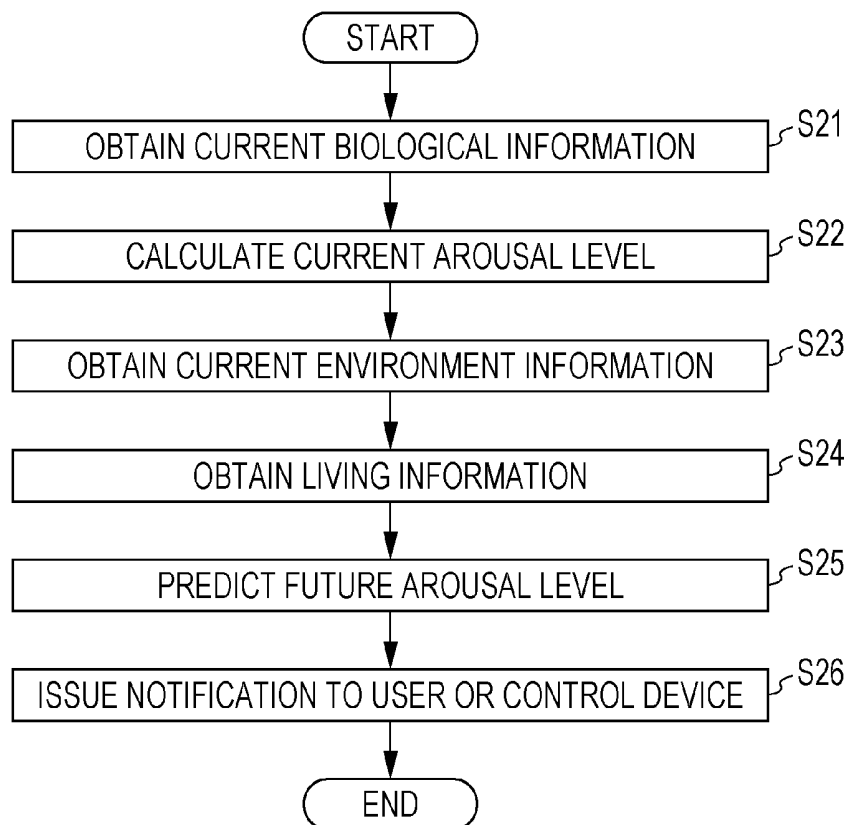 START
OBTAIN CURRENT BIOLOGICAL INFORMATION
S21
CALCULATE CURRENT AROUSAL LEVEL
S22
OBTAIN CURRENT ENVIRONMENT INFORMATION
S23
OBTAIN LIVING INFORMATION
S24
PREDICT FUTURE AROUSAL LEVEL
S25
ISSUE NOTIFICATION TO USER OR CONTROL DEVICE
S26
END